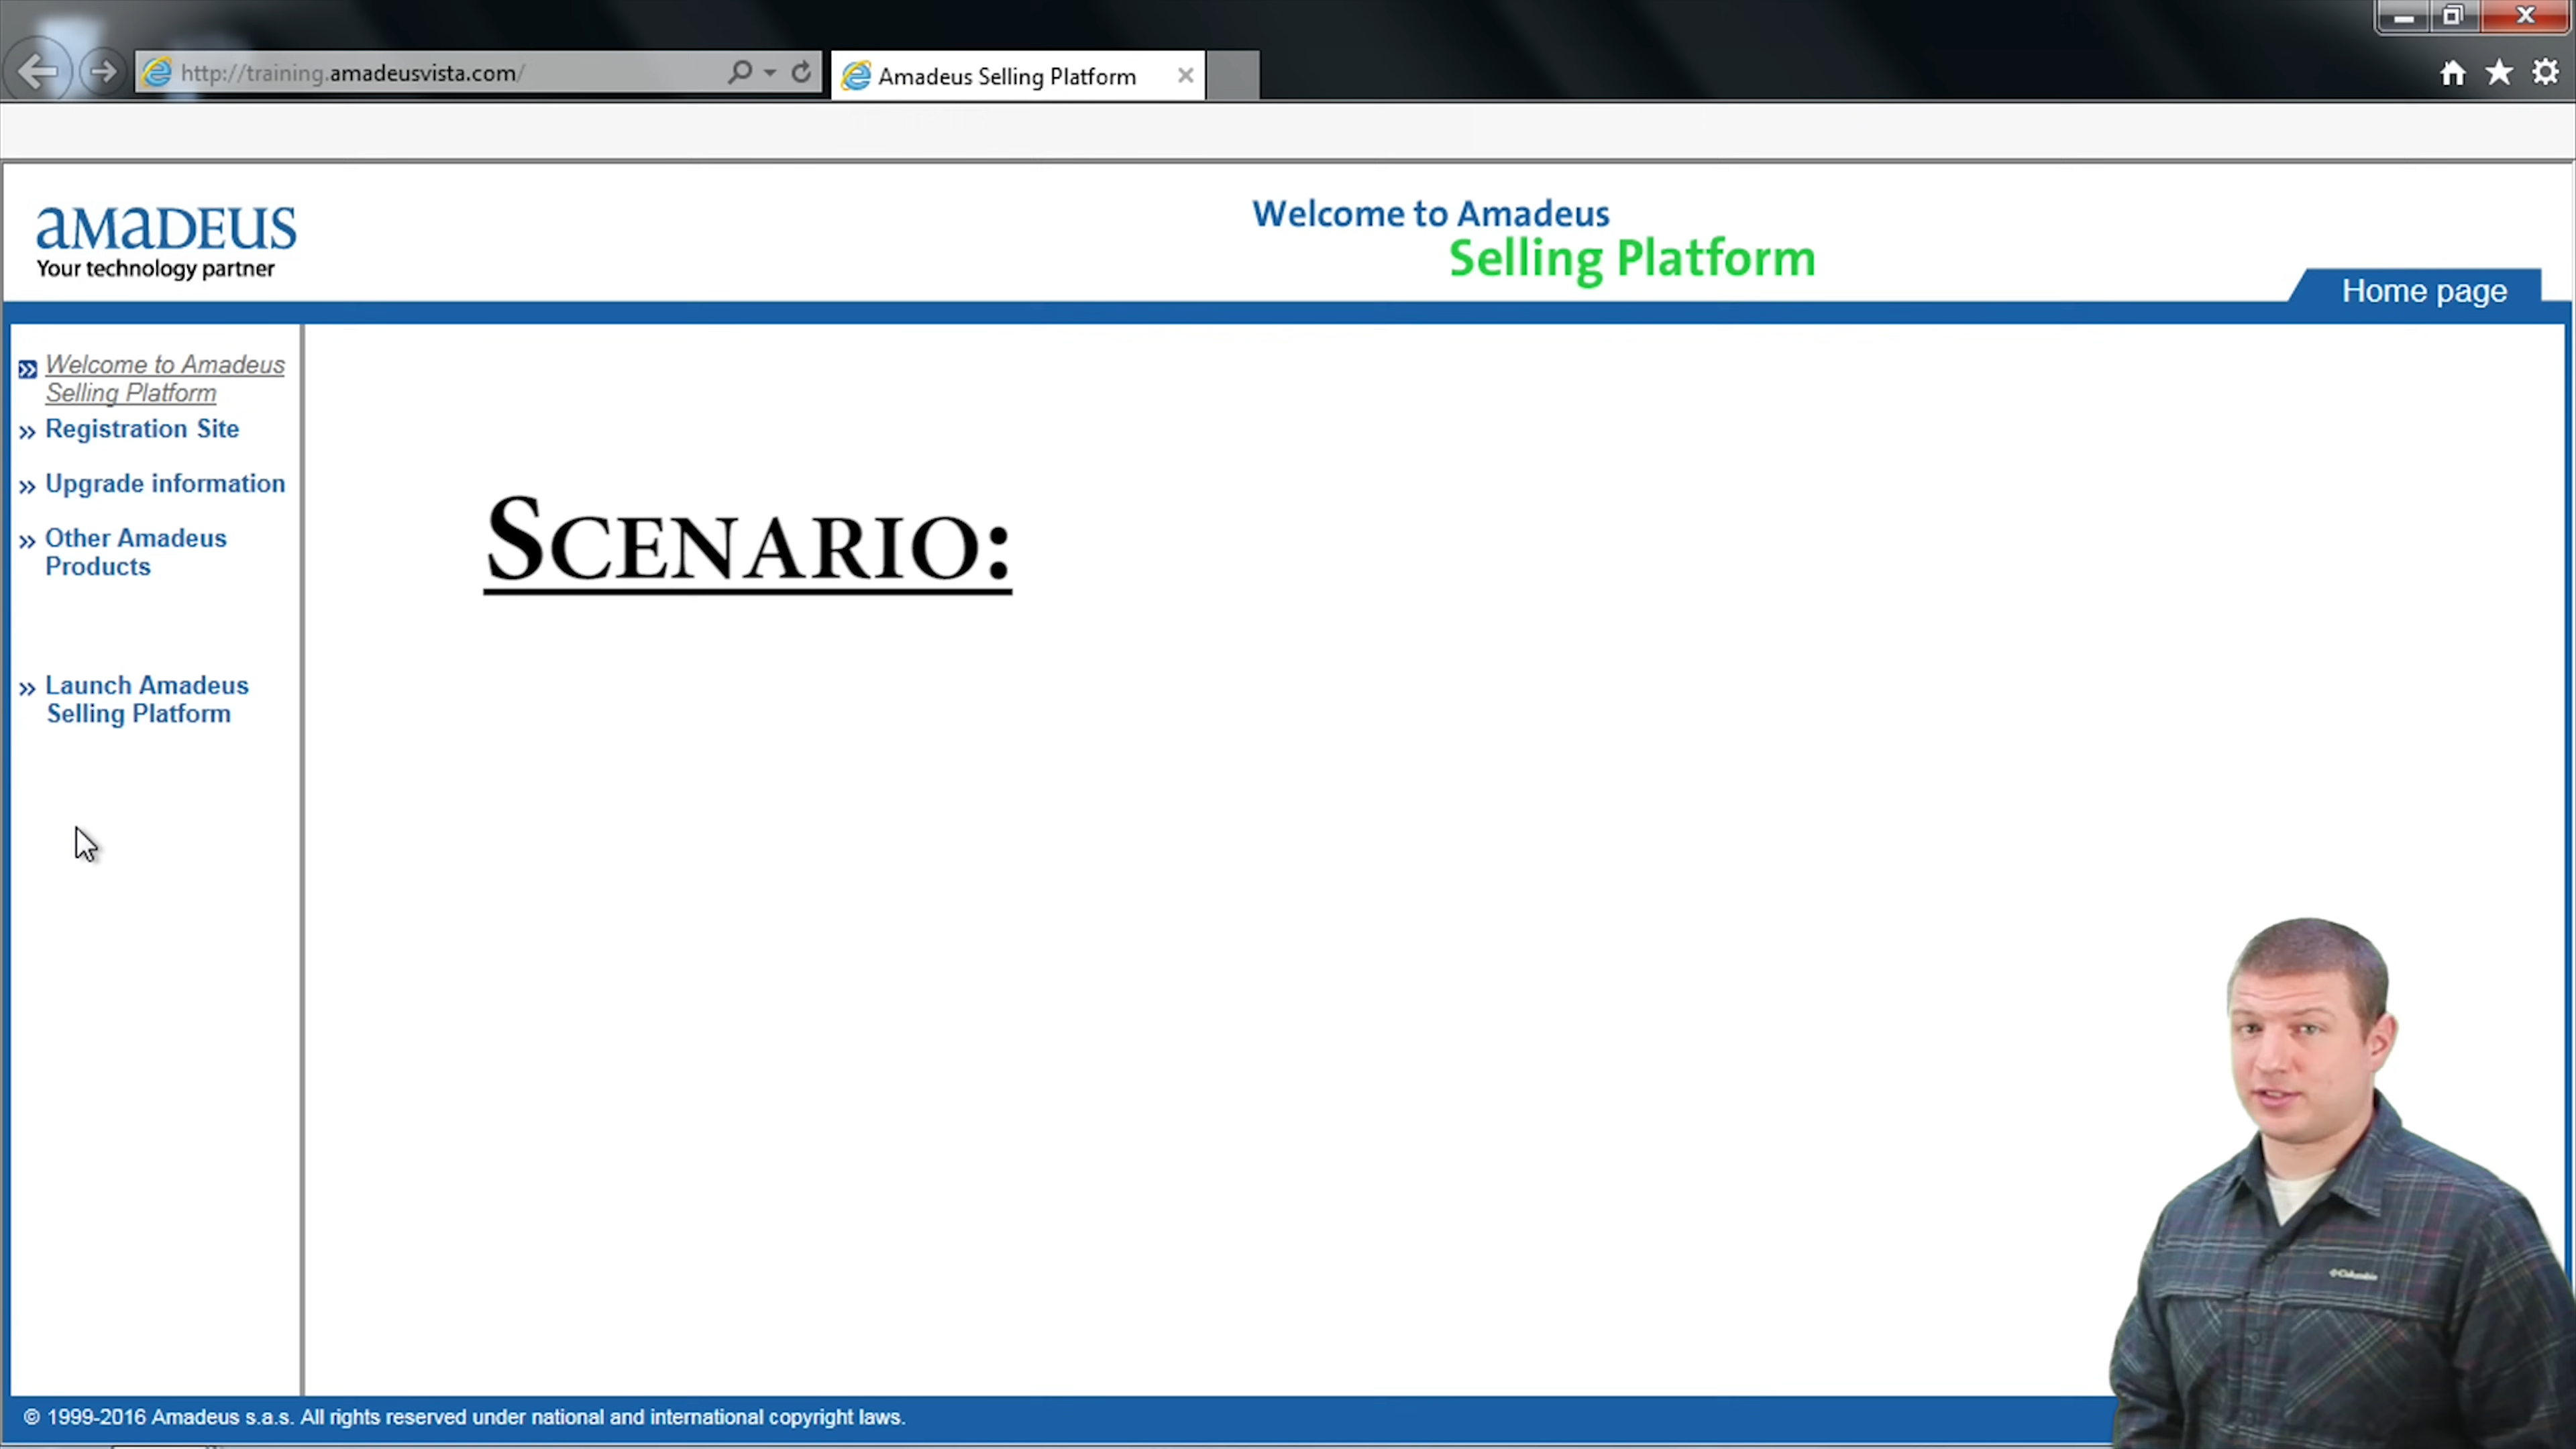 http://training.amadeusvista.com/
Amadeus Selling Platform
amaDEUS
Your technology partner
Welcome to Amadeus
Selling Platform
Home page
Welcome to Amadeus
Selling Platform
Registration Site
Upgrade information
Other Amadeus
Products
Launch Amadeus
Selling Platform
SCENARIO:
Columbia
© 1999-2016 Amadeus s.a.s. All rights reserved under national and international copyright laws.